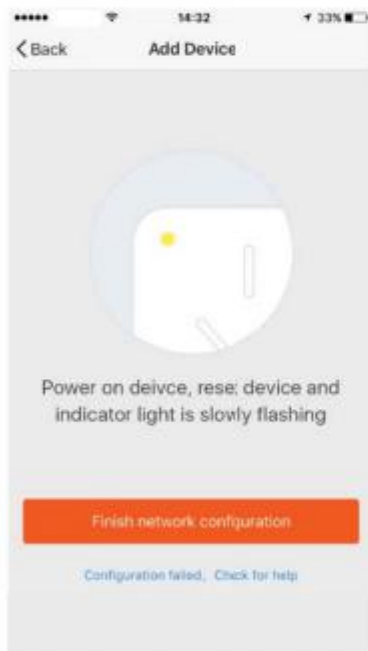 14:32
33%
Back
Add Device
Power on deivce, rese: device and
indicator light is slowly flashing
Finish network configuration
Configuration failed, Check for help